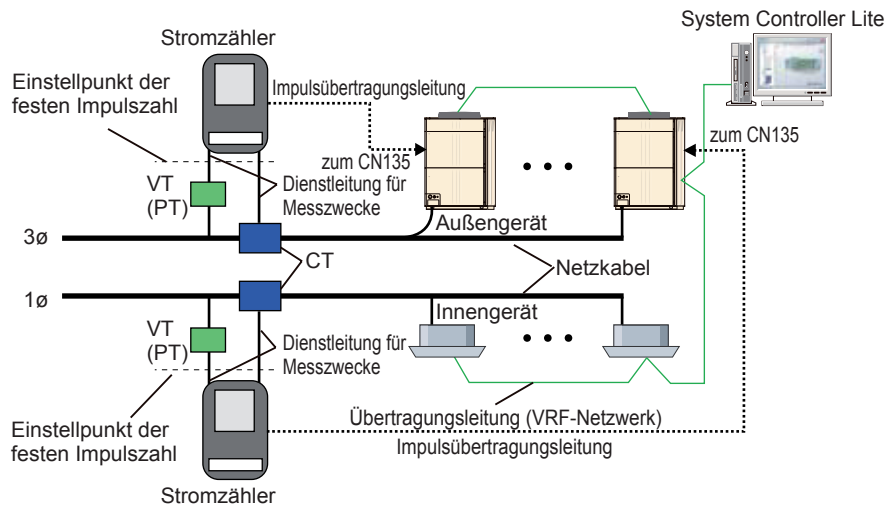 System Controller Lite
Stromzähler
Einstellpunkt der
festen Impulszahl
Impulsübertragungsleitung
zum CN135
zum CN135
VT
(PT)
Dienstleitung für
Messzwecke
Außengerät
3ø
CT
Netzkabel
1ø
Innengerät
VT
(PT)
Dienstleitung für
Messzwecke
Übertragungsleitung (VRF-Netzwerk)
Einstellpunkt der
festen Impulszahl
Impulsübertragungsleitung
Stromzähler